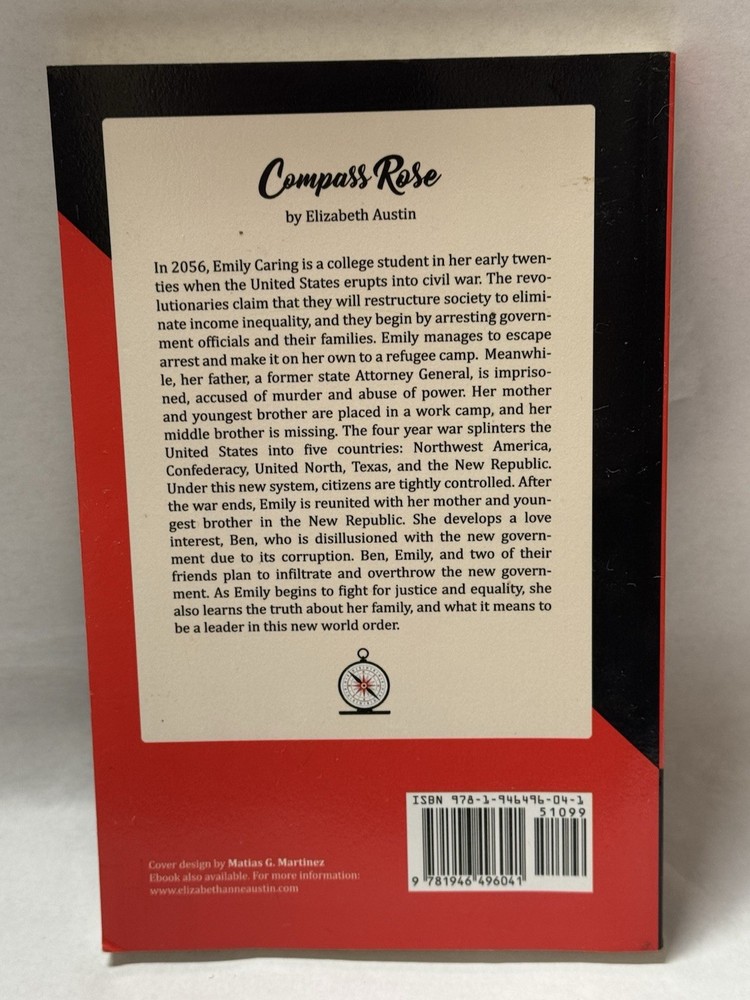 Compass Rose
by Elizabeth Austin
In 2056, Emily Caring is a college student in her early twen-
ties when the United States erupts into civil war. The revo-
lutionaries claim that they will restructure society to elimi-
nate income inequality, and they begin by arresting govern-
ment officials and their families. Emily manages to escape
arrest and make it on her own to a refugee camp. Meanwhi-
le, her father, a former state Attorney General, is impriso-
ned, accused of murder and abuse of power. Her mother
and youngest brother are placed in a work camp, and her
middle brother is missing. The four year war splinters the
United States into five countries: Northwest America,
Confederacy, United North, Texas, and the New Republic.
Under this new system, citizens are tightly controlled. After
the war ends, Emily is reunited with her mother and youn-
gest brother in the New Republic. She develops a love
interest, Ben, who is disillusioned with the new govern-
ment due to its corruption. Ben, Emily, and two of their
friends plan to infiltrate and overthrow the new govern-
ment. As Emily begins to fight for justice and equality, she
also learns the truth about her family, and what it means to
be a leader in this new world order.
ISBN 978-1-946496-04-1
51099
9 781946 496041
Cover design by Matias G. Martinez
Ebook also available. For more information:
www.elizabethanneaustin.com